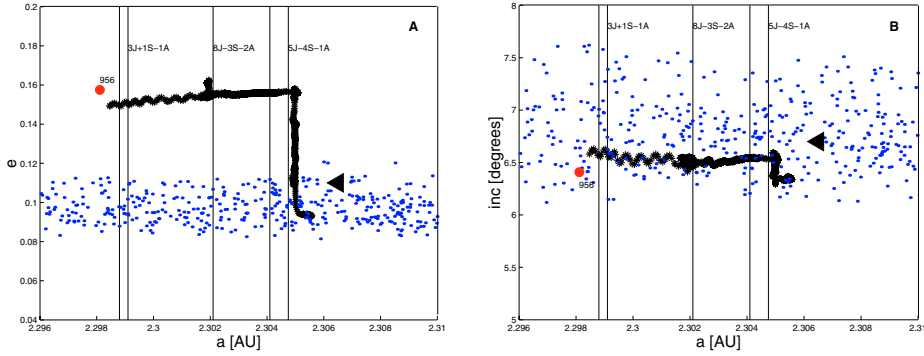 A
0.2
0.18
0.16
0.14
0.12
0.1
0.08
0.06
0.04
e
956
3J+1S-1A
8J-3S-2A
5J-4S-1A
2.296
2.298
2.3
2.302
2.304
2.306
2.308
2.31
a [AU]
B
8
7.5
7
6.5
6
5.5
5
inc [degrees]
956
3J+1S-1A
8J-3S-2A
5J-4S-1A
2.296
2.298
2.3
2.302
2.304
2.306
2.308
2.31
a [AU]